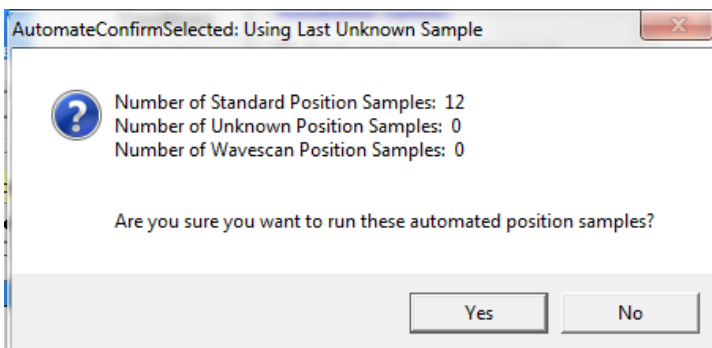 AutomateConfirmSelected: Using Last Unknown Sample
Number of Standard Position Samples: 12
Number of Unknown Position Samples: 0
Number of Wavescan Position Samples: 0
Are you sure you want to run these automated position samples?
Yes
No